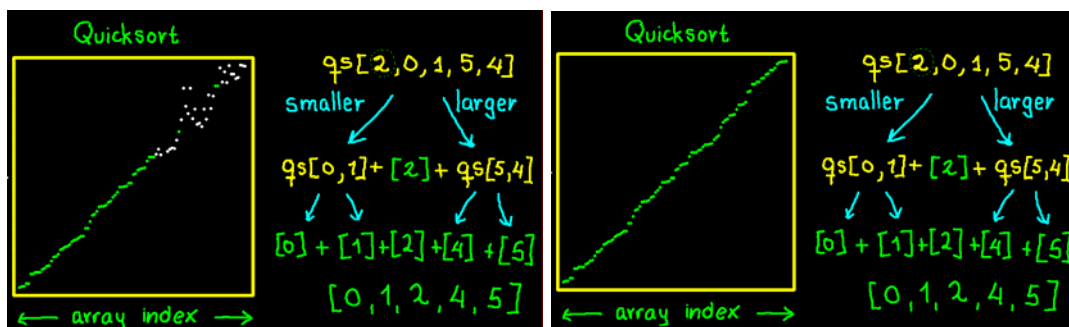 Quicksort
qs[2,0,1,5,4]
smaller larger
qs[0,1]+[2]+qs[5,4]
[0]+[1]+[2]+[4]+[5]
[0,1,2,4,5]
← array index →
Quicksort
qs[2,0,1,5,4]
smaller larger
qs[0,1]+[2]+qs[5,4]
[0]+[1]+[2]+[4]+[5]
[0,1,2,4,5]
← array index →